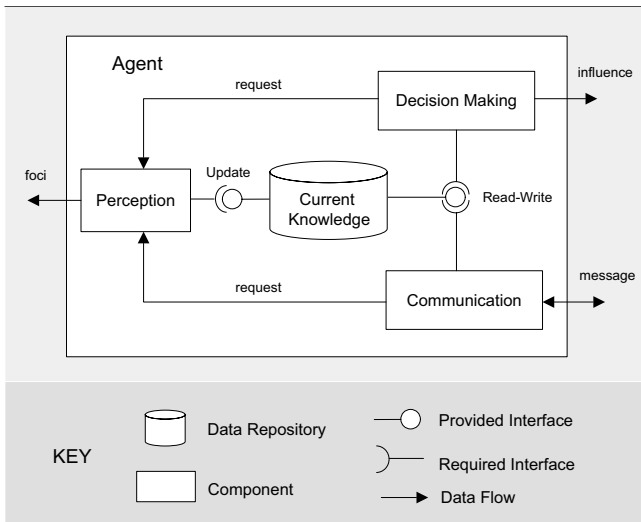 Agent
influence
request
Decision Making
foci
Update
Perception
Current
Knowledge
Read-Write
request
message
Communication
KEY
Data Repository
Provided Interface
Required Interface
Component
Data Flow